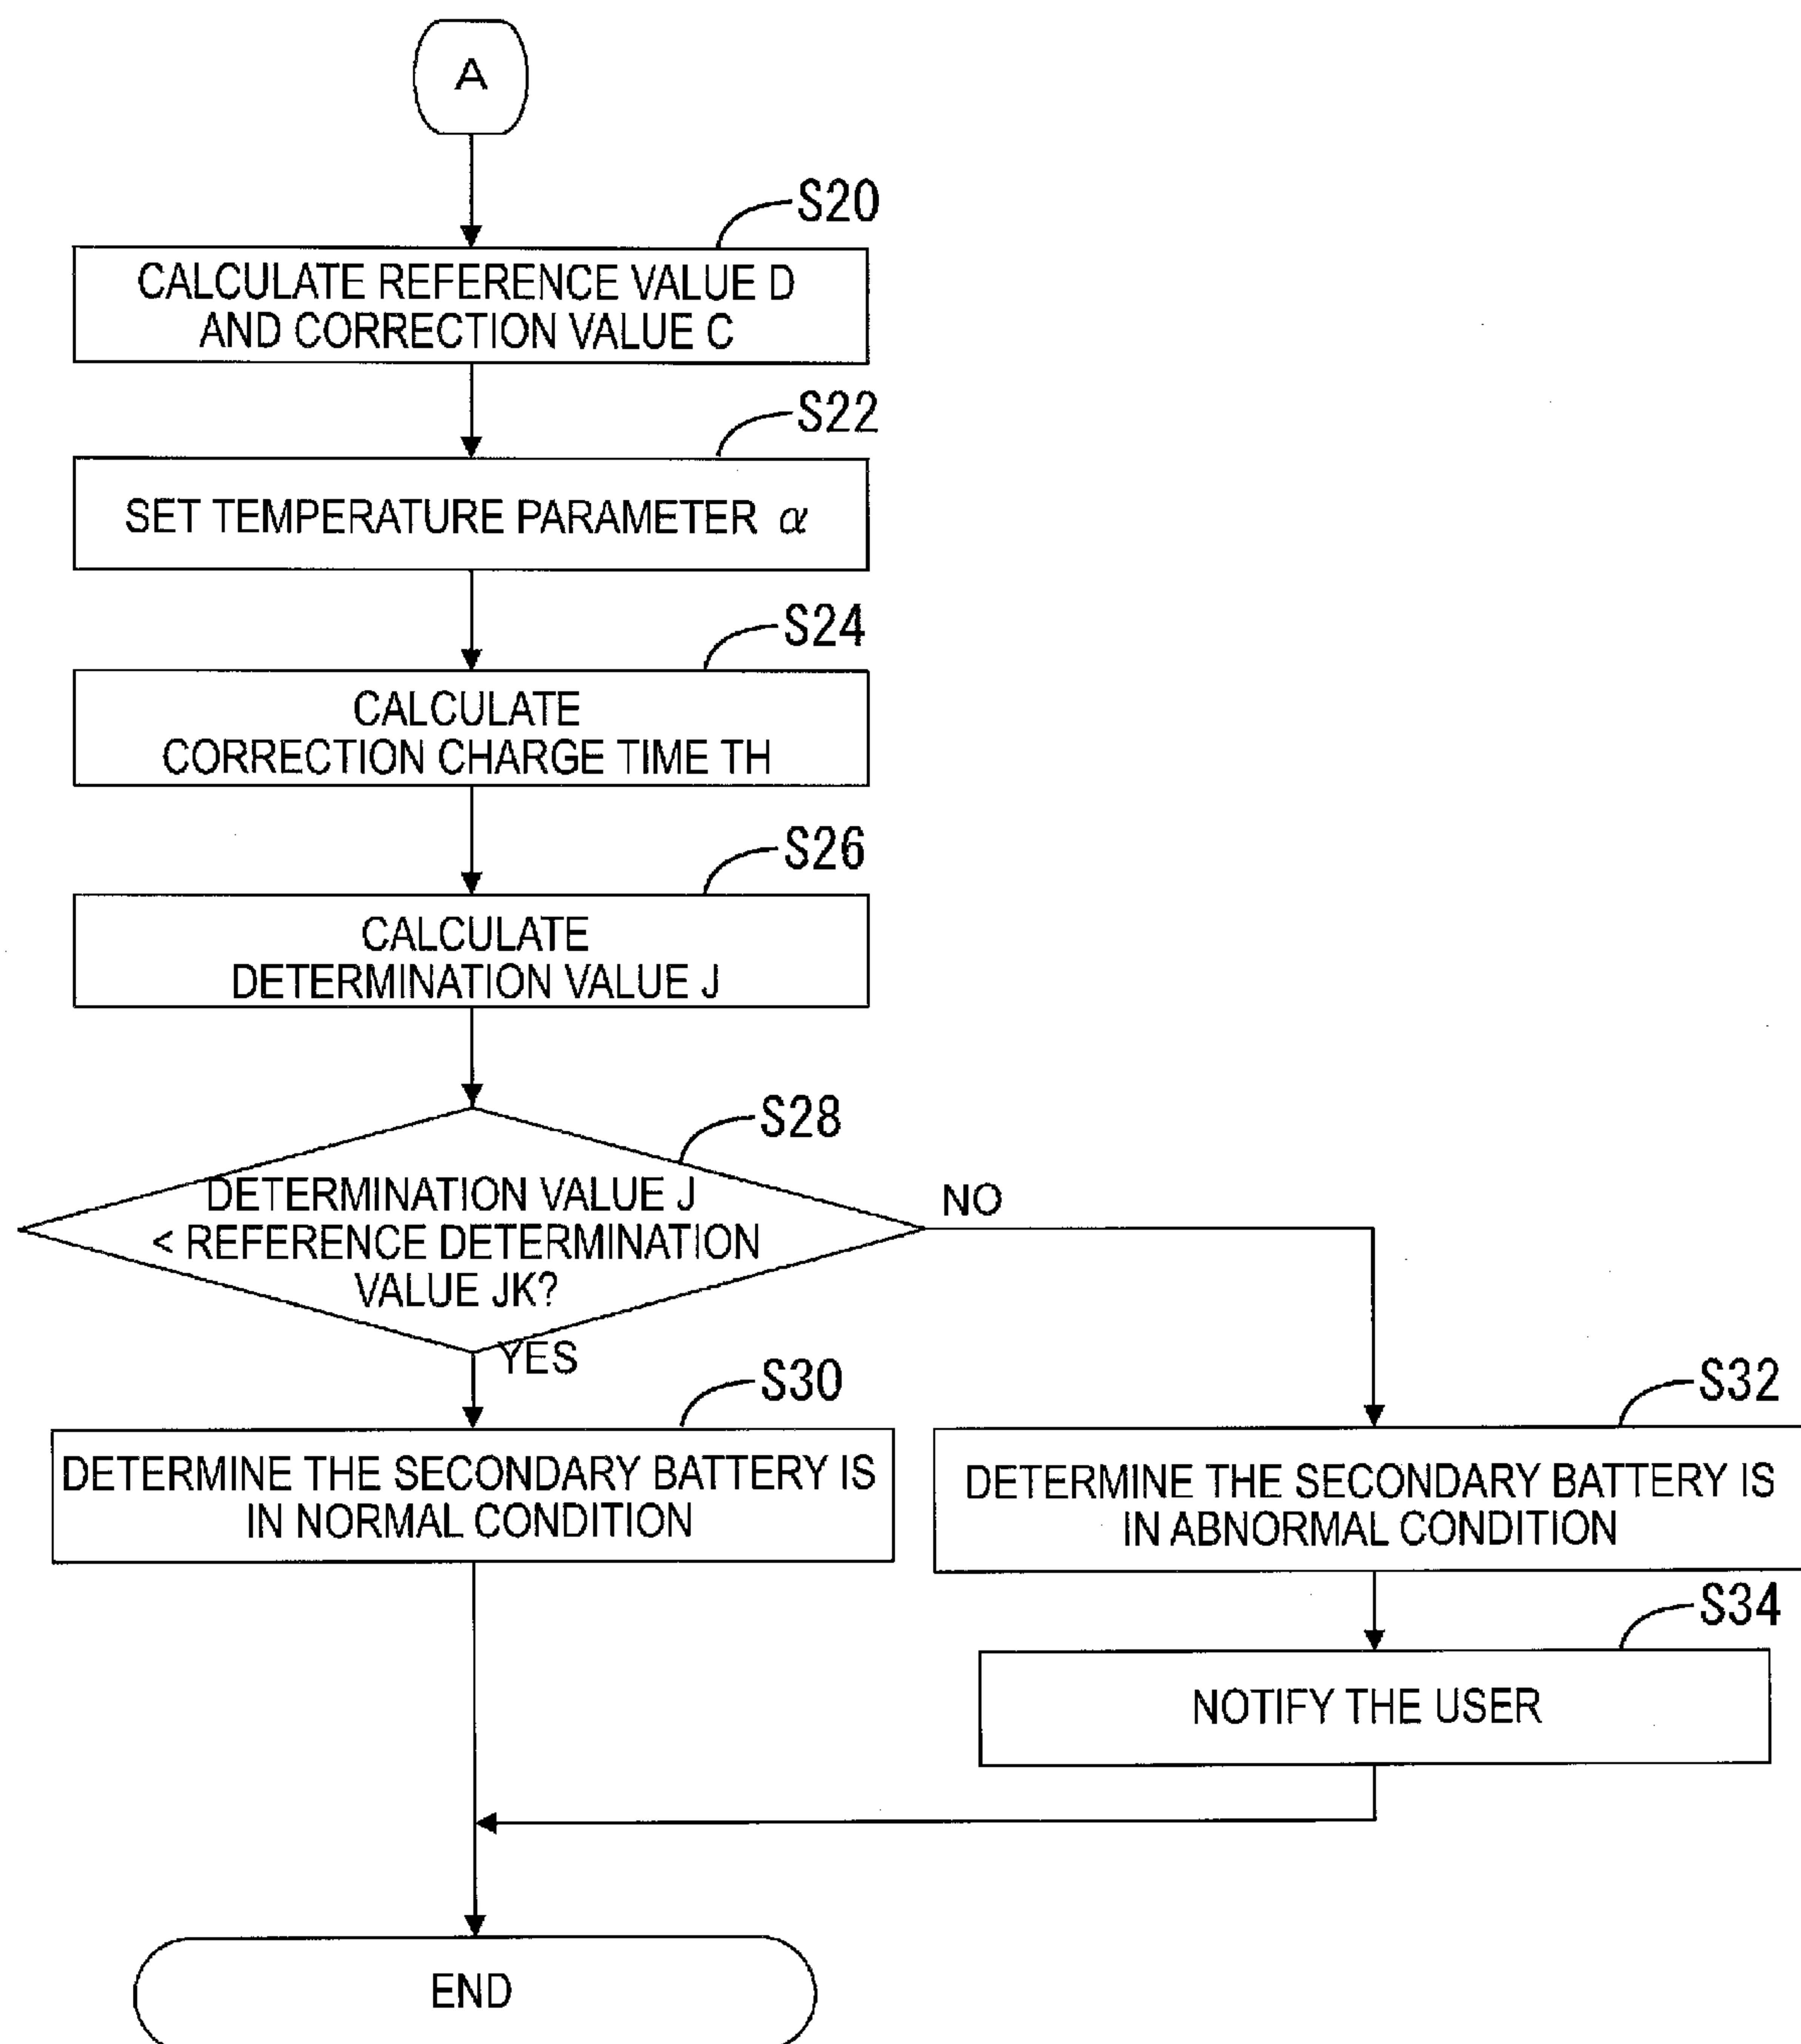 A
S20
CALCULATE REFERENCE VALUE D
AND CORRECTION VALUE C
S22
SET TEMPERATURE PARAMETER α
S24
CALCULATE
CORRECTION CHARGE TIME TH
S26
CALCULATE
DETERMINATION VALUE J
S28
DETERMINATION VALUE J
< REFERENCE DETERMINATION
VALUE JK?
NO
YES
S30
DETERMINE THE SECONDARY BATTERY IS
IN NORMAL CONDITION
S32
DETERMINE THE SECONDARY BATTERY IS
IN ABNORMAL CONDITION
S34
NOTIFY THE USER
END